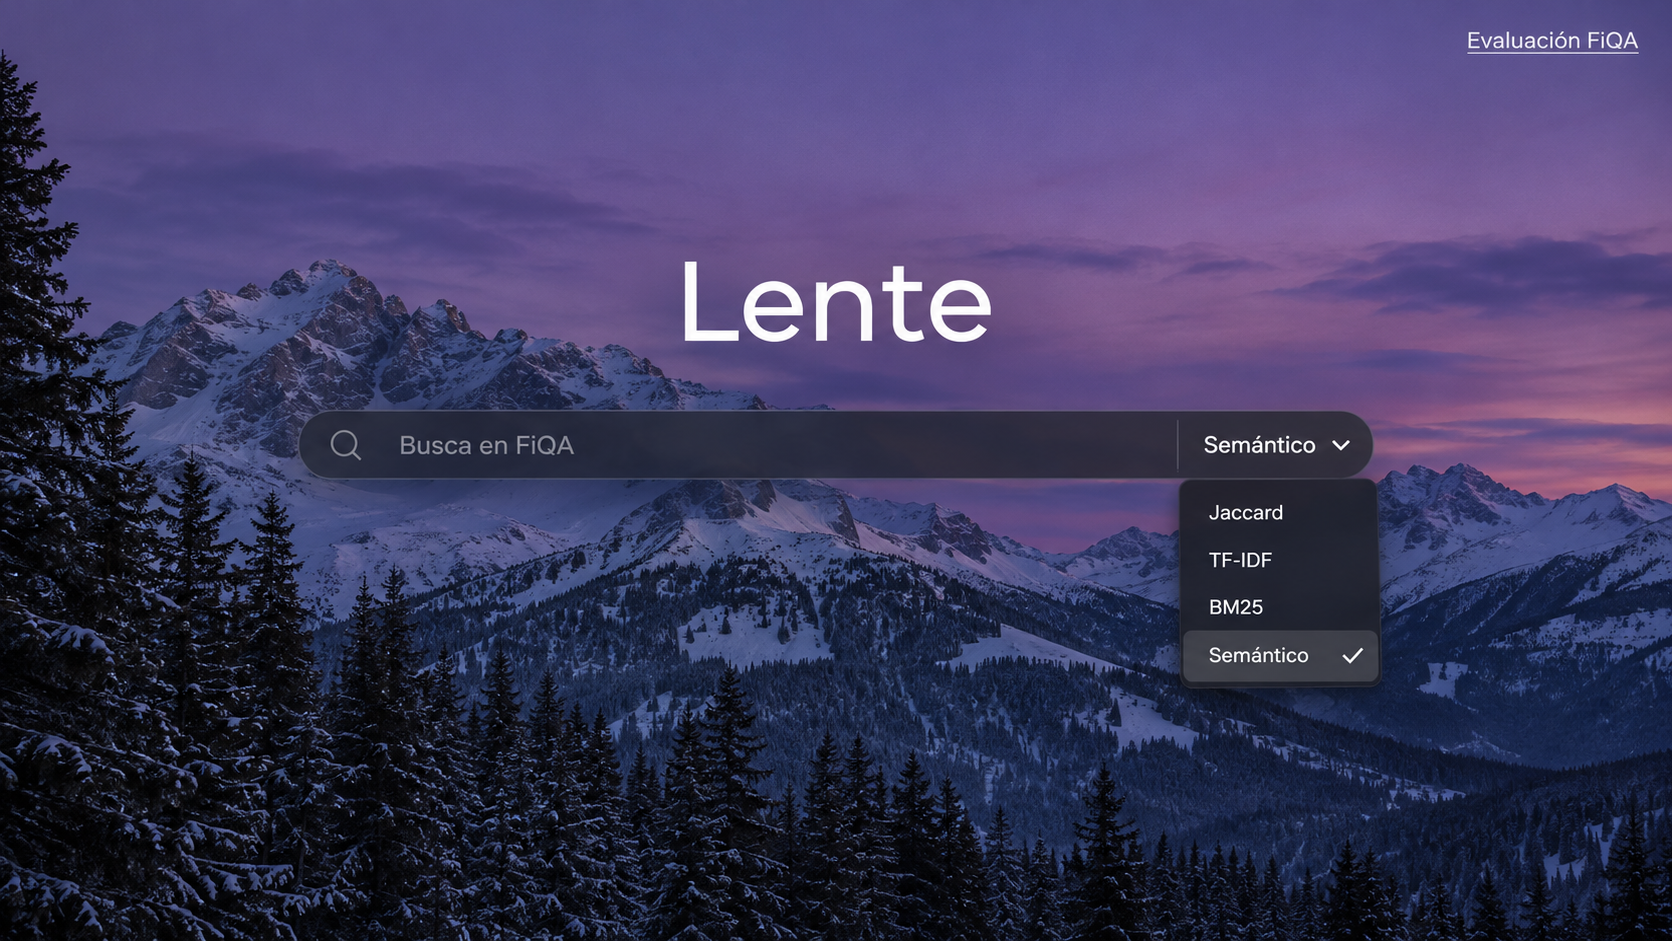 Evaluación FiQA
Lente
Busca en FiQA
Semántico
Jaccard
TF-IDF
BM25
Semántico